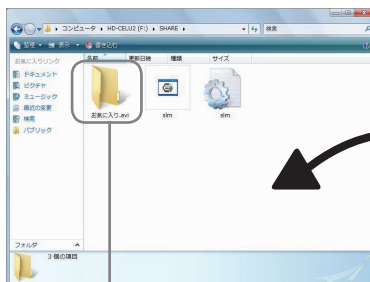 コンピュータ ▸ HD-CELU2 (F:) ▸ SHARE ▸
検索
整理 ▾ 表示 ▾ 書き込む
お気に入りリンク
名前 更新日時 種類 サイズ
ドキュメント
ピクチャ
ミュージック
最近の変更
検索
パブリック
お気に入り.avi slm slm
フォルダ
3 個の項目